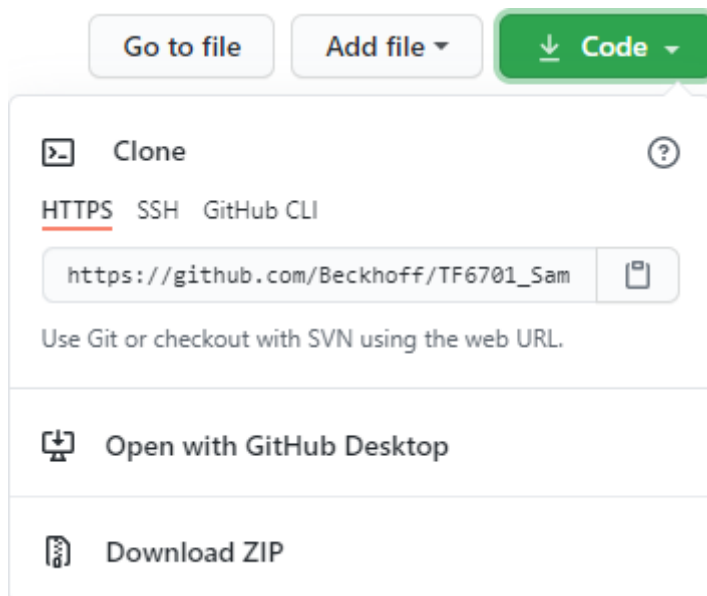 Go to file Add file Code
Clone
HTTPS SSH GitHub CLI
https://github.com/Beckhoff/TF6701_Sam
Use Git or checkout with SVN using the web URL.
Open with GitHub Desktop
Download ZIP